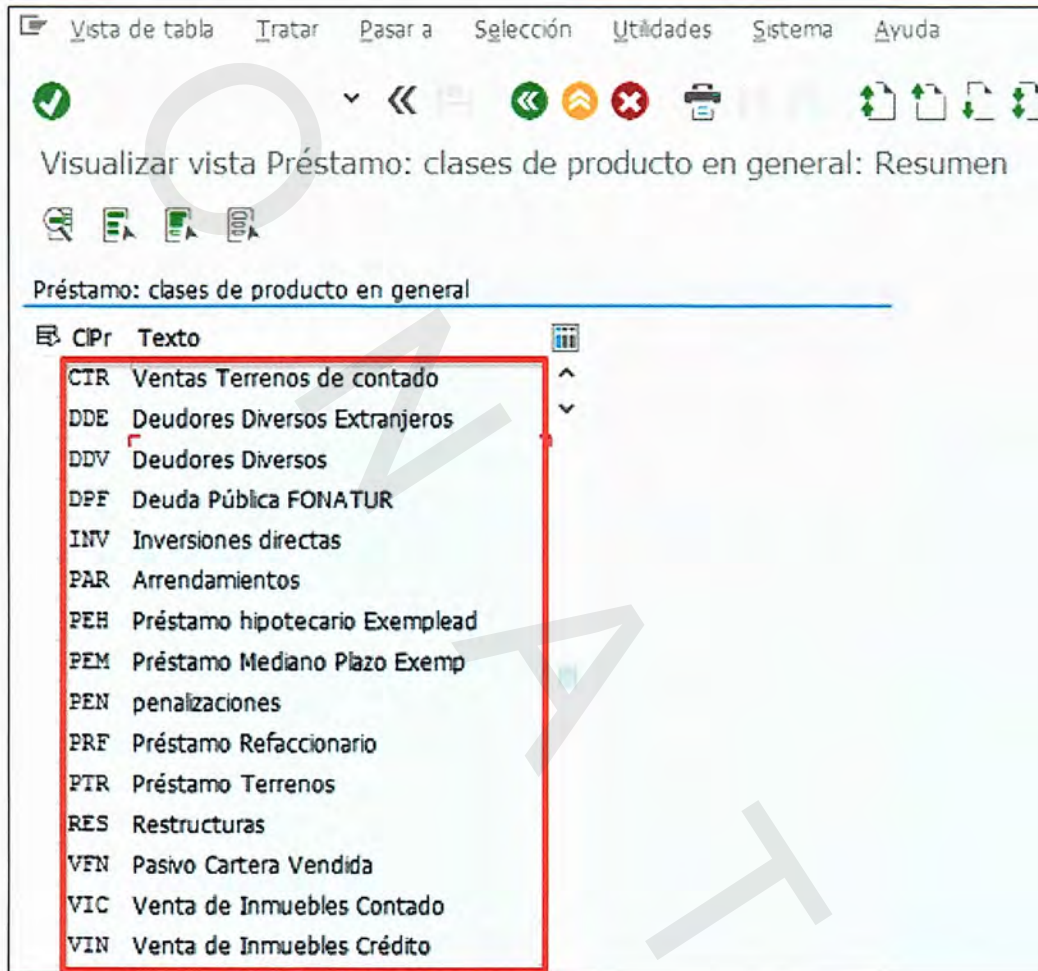 Vista de tabla Tratar Pasar a Selección Utilidades Sistema Ayuda
Visualizar vista Préstamo: clases de producto en general: Resumen
Préstamo: clases de producto en general
ClPr Texto
CTR Ventas Terrenos de contado
DDE Deudores Diversos Extranjeros
DDV Deudores Diversos
DPF Deuda Pública FONATUR
INV Inversiones directas
PAR Arrendamientos
PEH Préstamo hipotecario Exemplead
PEM Préstamo Mediano Plazo Exemp
PEN penalizaciones
PRF Préstamo Refaccionario
PTR Préstamo Terrenos
RES Restructuras
VFN Pasivo Cartera Vendida
VIC Venta de Inmuebles Contado
VIN Venta de Inmuebles Crédito
O N A T